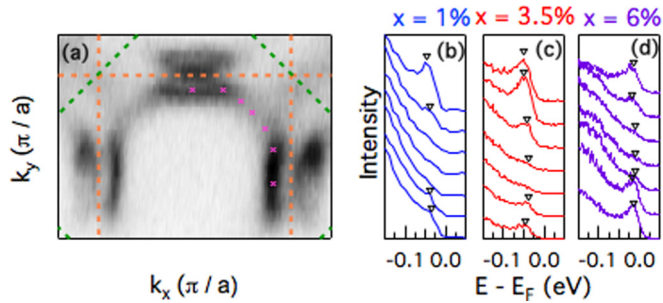 x = 1% x = 3.5% x = 6%
(a) (b) (c) (d)
k_y (π / a)
Intensity
-0.1 0.0 -0.1 0.0 -0.1 0.0
k_x (π / a)
E - E_F (eV)